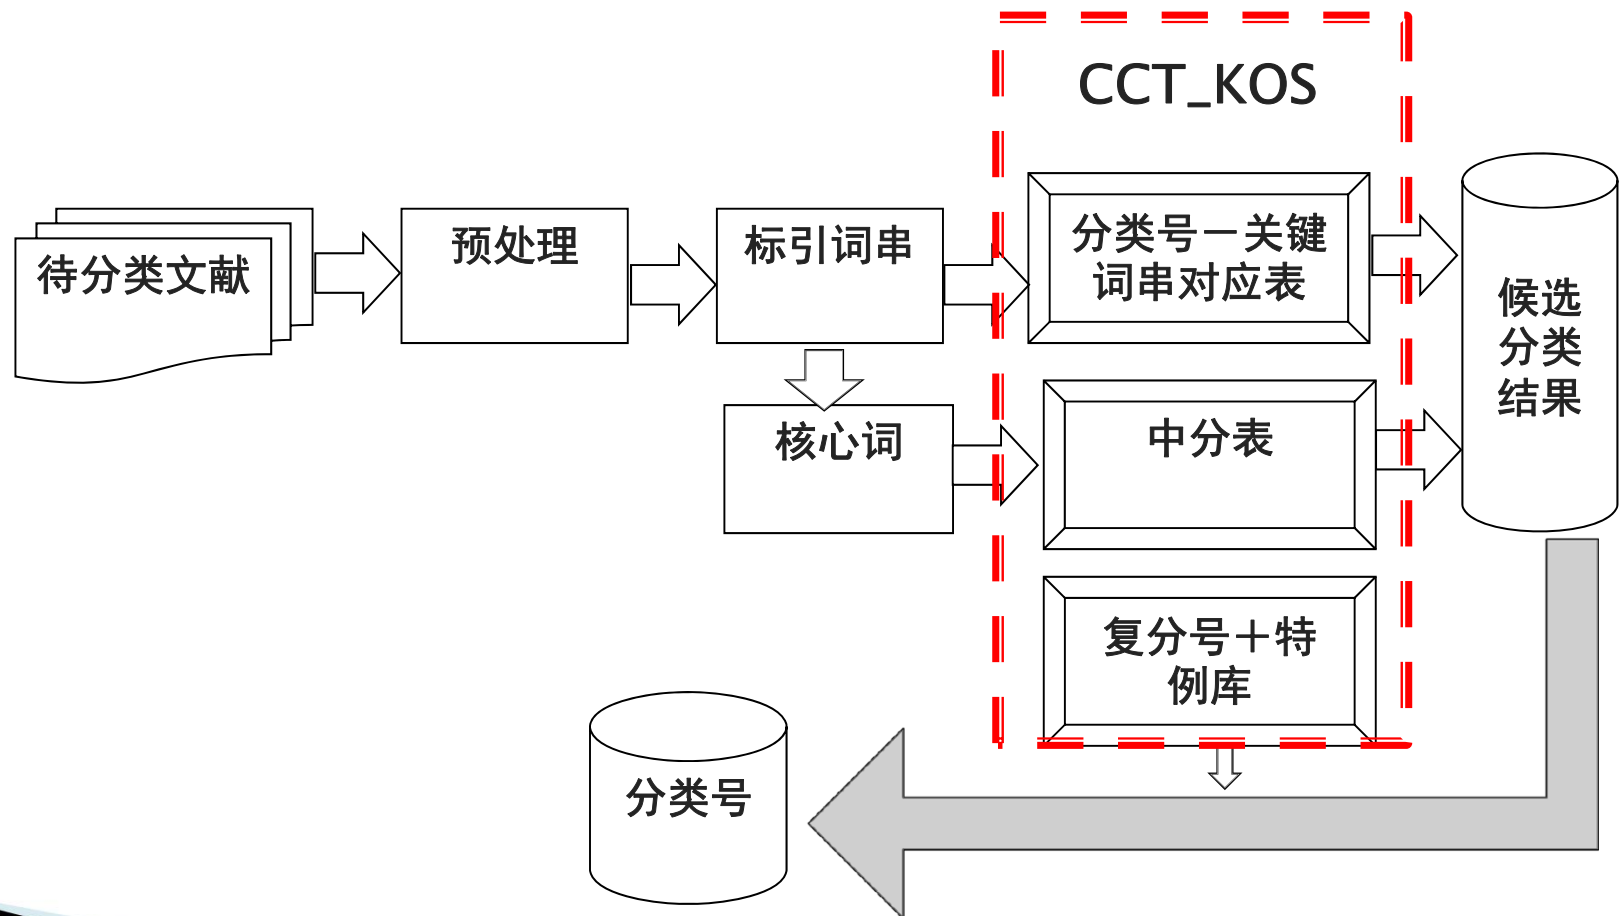 CCT_KOS
待分类文献
预处理
标引词串
分类号－关键
词串对应表
候选
分类
结果
核心词
中分表
复分号＋特
例库
分类号